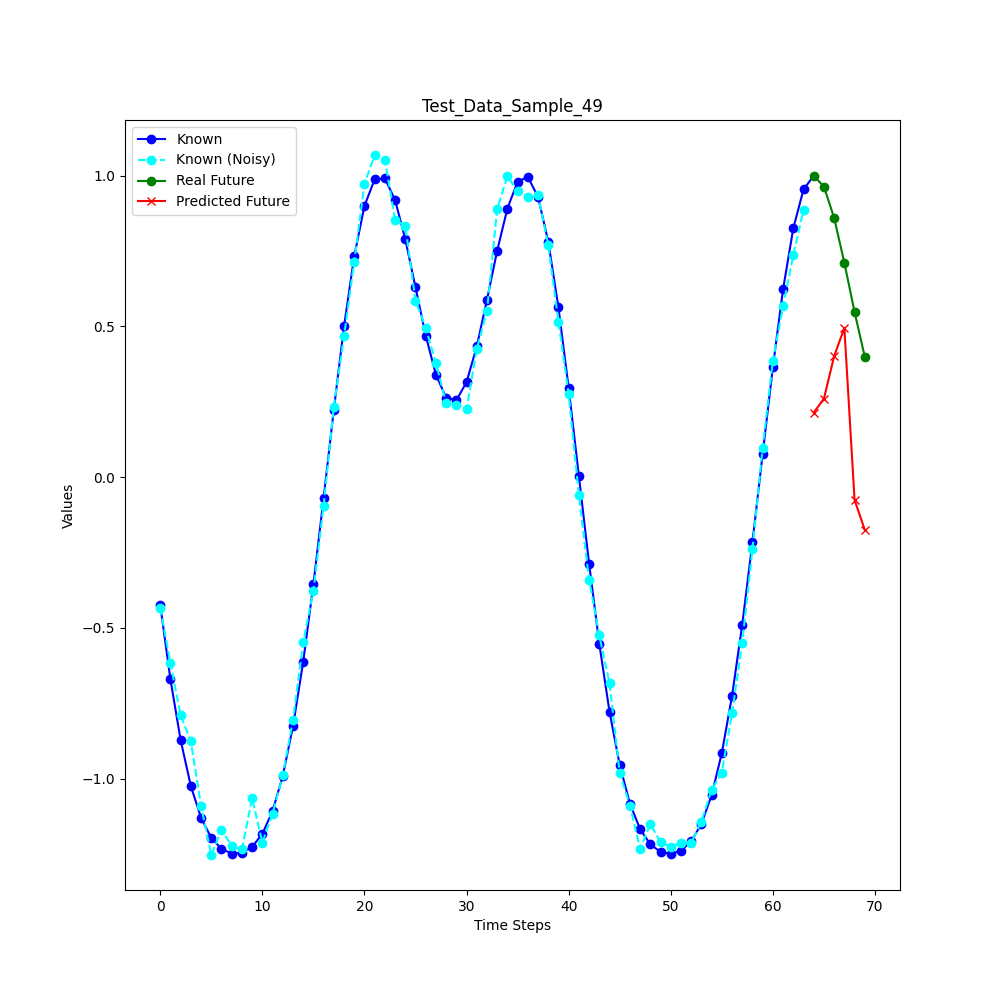 Test_Data_Sample_49
Known
Known (Noisy)
Real Future
Predicted Future
1.0
0.5
0.0
−0.5
−1.0
Values
0 10 20 30 40 50 60 70
Time Steps